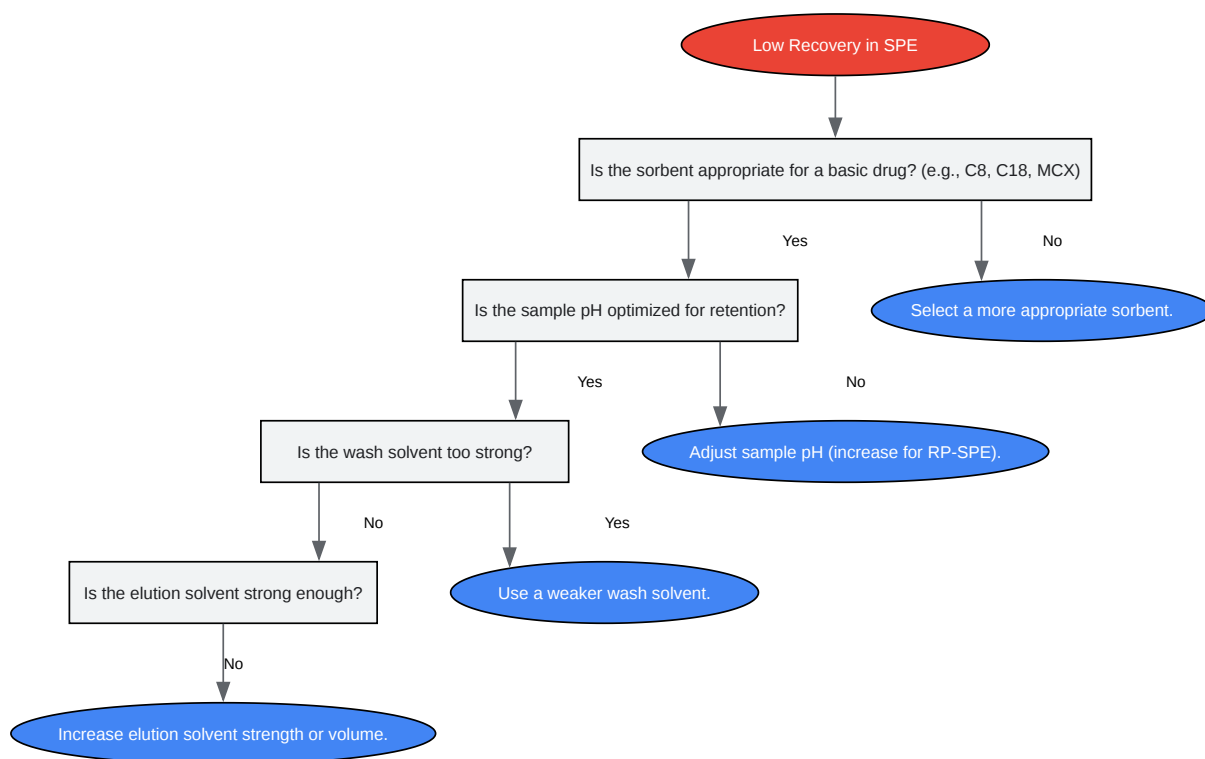 Low Recovery in SPE
Is the sorbent appropriate for a basic drug? (e.g., C8, C18, MCX)
Yes
No
Is the sample pH optimized for retention?
Select a more appropriate sorbent.
Yes
No
Is the wash solvent too strong?
Adjust sample pH (increase for RP-SPE).
No
Yes
Is the elution solvent strong enough?
Use a weaker wash solvent.
No
Increase elution solvent strength or volume.